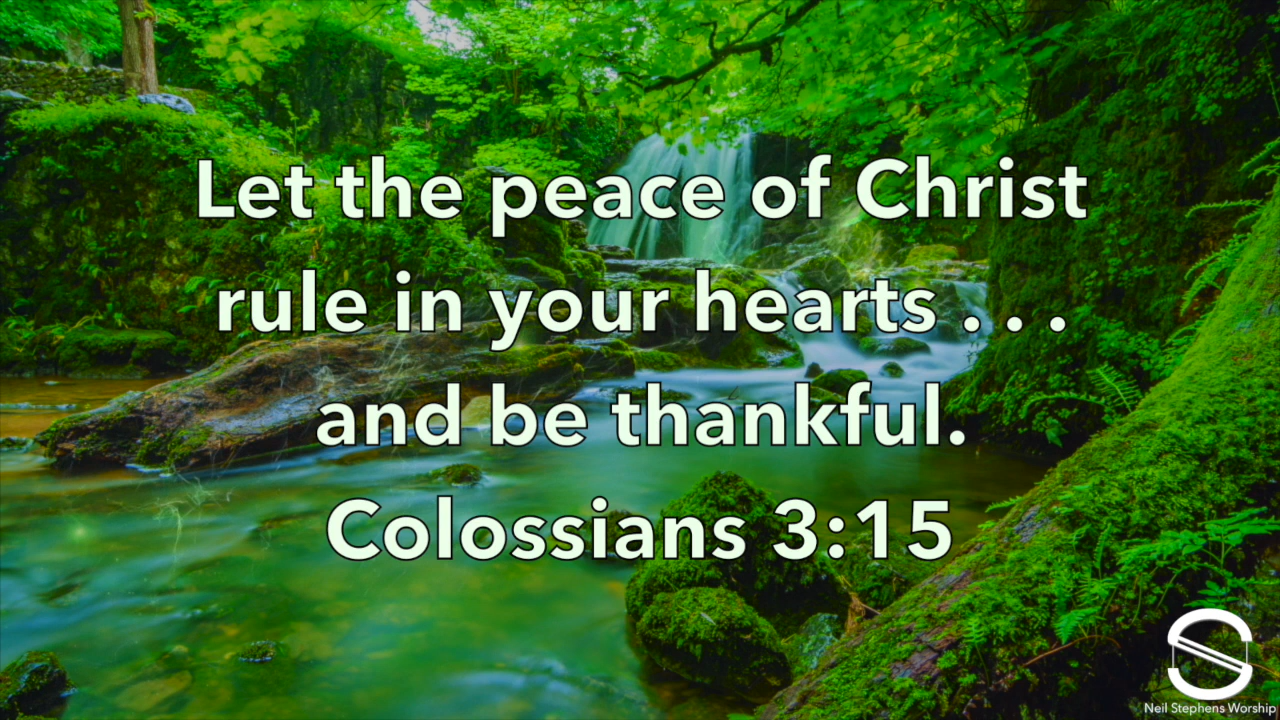 Let the peace of Christ
rule in your hearts . . .
and be thankful.
Colossians 3:15
Neil Stephens Worship